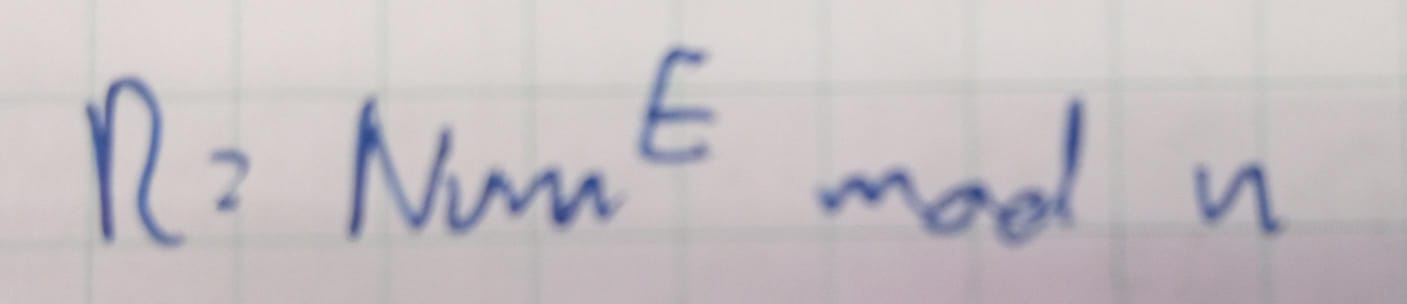 R = Num^E mod n